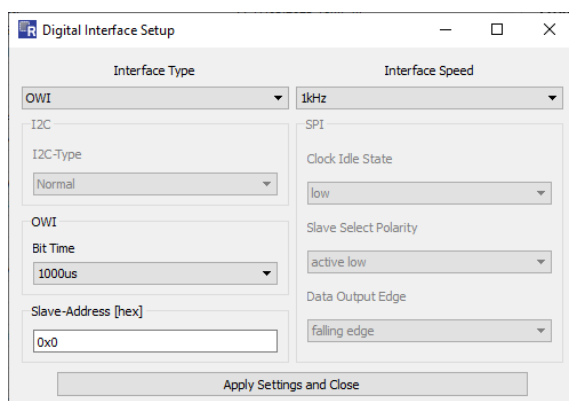 Digital Interface Setup
Interface Type
Interface Speed
OWI
1kHz
I2C
I2C-Type
Normal
OWI
Bit Time
1000us
Slave-Address [hex]
0x0
SPI
Clock Idle State
low
Slave Select Polarity
active low
Data Output Edge
falling edge
Apply Settings and Close